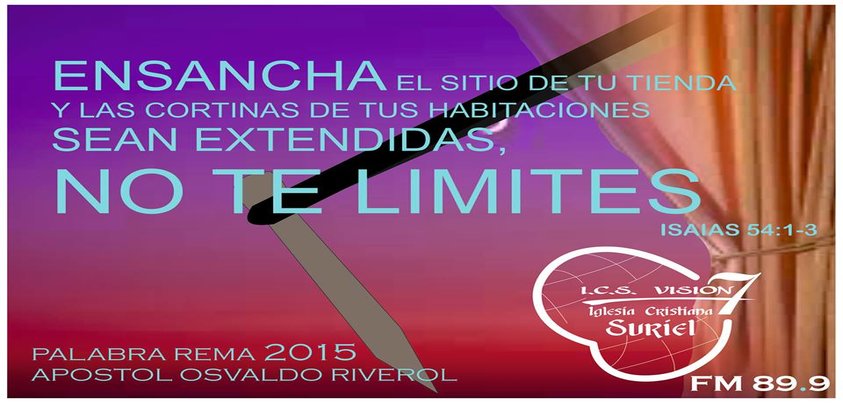 ENSANCHA EL SITIO DE TU TIENDA
Y LAS CORTINAS DE TUS HABITACIONES
SEAN EXTENDIDAS,
NO TE LIMITES
ISAIAS 54:1-3
I.C.S. VISION 7
Iglesia Cristiana
Suriel
PALABRA REMA 2015
APOSTOL OSVALDO RIVEROL
FM 89.9